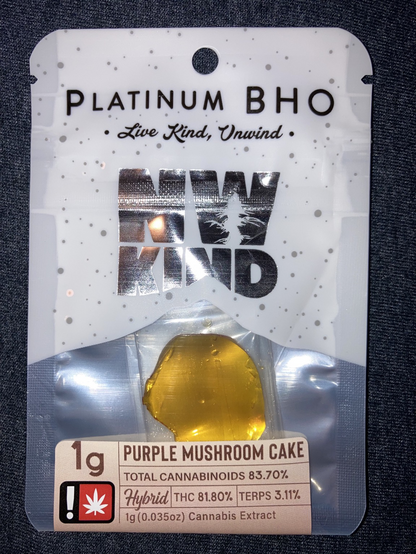 PLATINUM BHO
• Live Kind, Unwind •
NW
KIND
1g
PURPLE MUSHROOM CAKE
TOTAL CANNABINOIDS 83.70%
Hybrid THC 81.80% TERPS 3.11%
!
1g (0.035oz) Cannabis Extract